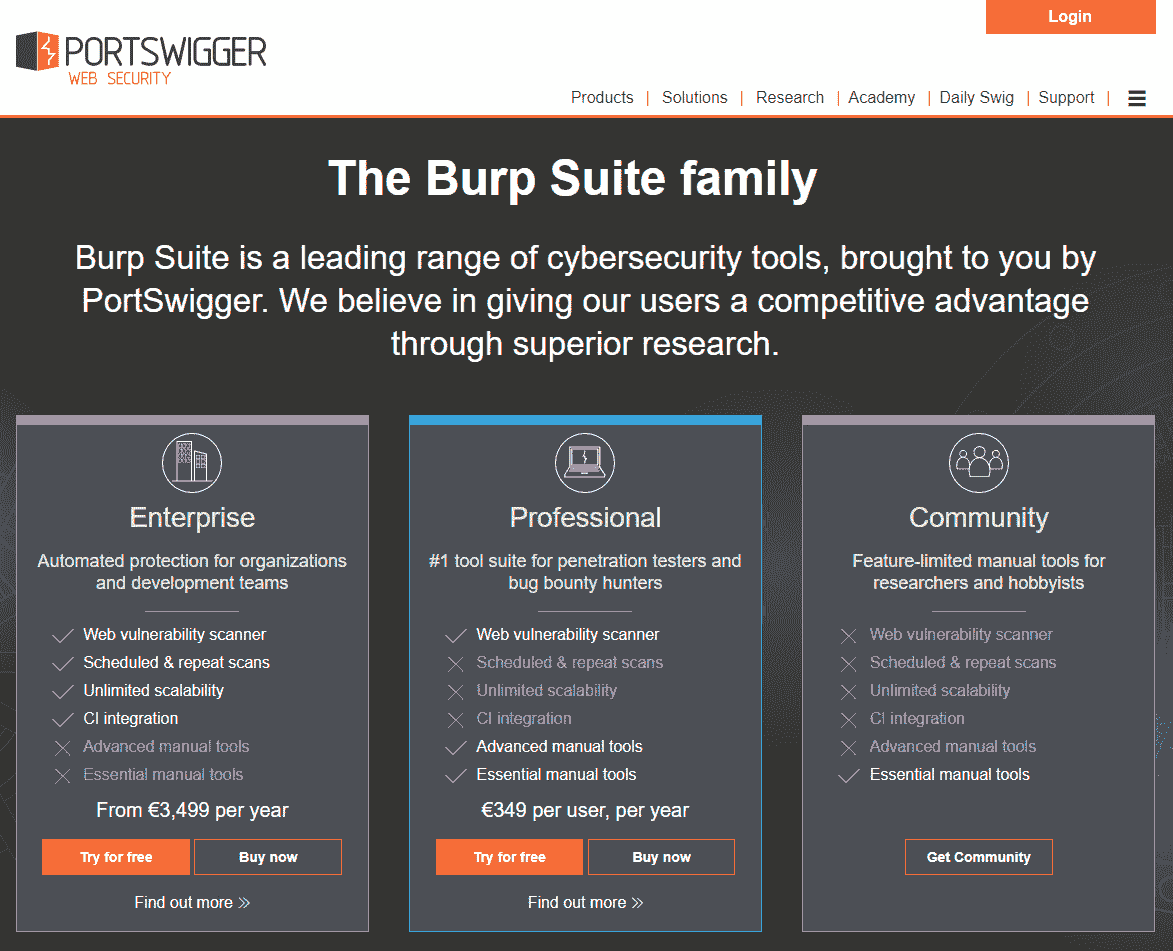 Login
PORTSWIGGER
WEB SECURITY
Products | Solutions | Research | Academy | Daily Swig | Support |
The Burp Suite family
Burp Suite is a leading range of cybersecurity tools, brought to you by
PortSwigger. We believe in giving our users a competitive advantage
through superior research.
Enterprise
Automated protection for organizations
and development teams
Web vulnerability scanner
Scheduled & repeat scans
Unlimited scalability
CI integration
Advanced manual tools
Essential manual tools
From €3,499 per year
Try for free
Buy now
Find out more
Professional
#1 tool suite for penetration testers and
bug bounty hunters
Web vulnerability scanner
Scheduled & repeat scans
Unlimited scalability
CI integration
Advanced manual tools
Essential manual tools
€349 per user, per year
Try for free
Buy now
Find out more
Community
Feature-limited manual tools for
researchers and hobbyists
Web vulnerability scanner
Scheduled & repeat scans
Unlimited scalability
CI integration
Advanced manual tools
Essential manual tools
Get Community